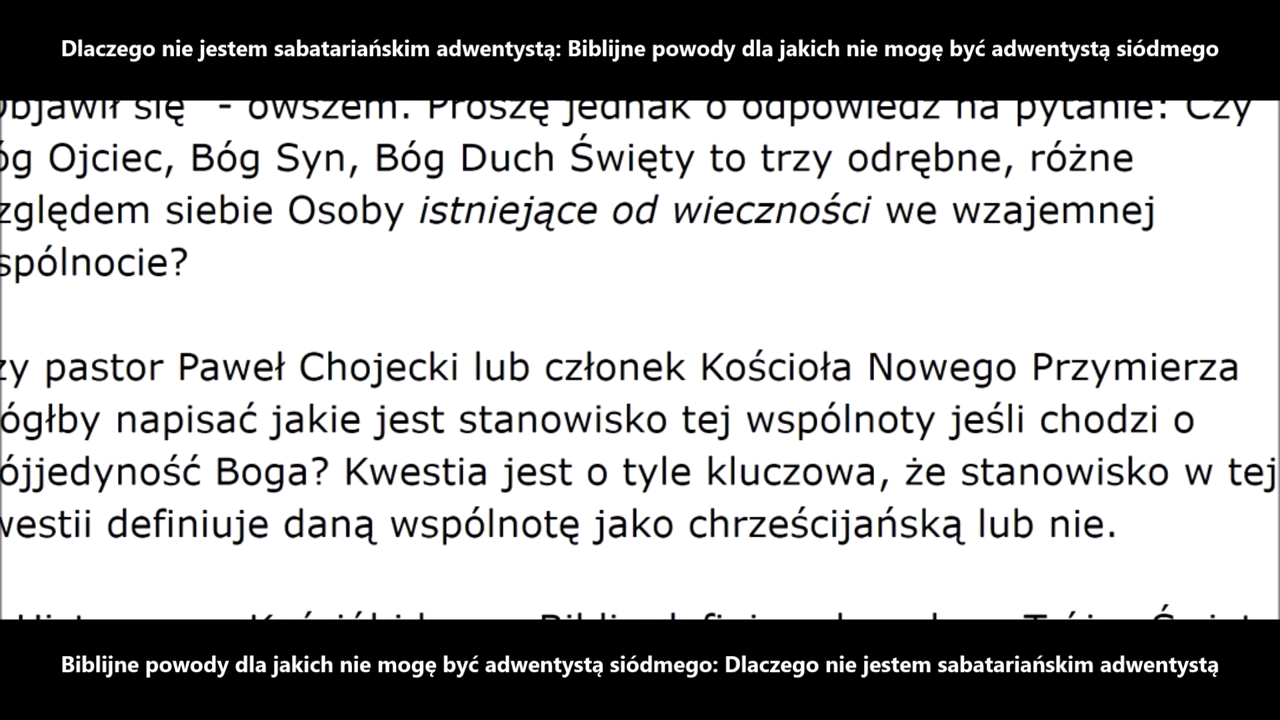 Dlaczego nie jestem sabatariańskim adwentystą: Biblijne powody dla jakich nie mogę być adwentystą siódmego
objawił się" - owszem. Proszę jednak o odpowiedź na pytanie: Czy
óg Ojciec, Bóg Syn, Bóg Duch Święty to trzy odrębne, różne
zględem siebie Osoby istniejące od wieczności we wzajemnej
spólnocie?
zy pastor Paweł Chojecki lub członek Kościoła Nowego Przymierza
ógłby napisać jakie jest stanowisko tej wspólnoty jeśli chodzi o
ójjedyność Boga? Kwestia jest o tyle kluczowa, że stanowisko w tej
westii definiuje daną wspólnotę jako chrześcijańską lub nie.
Biblijne powody dla jakich nie mogę być adwentystą siódmego: Dlaczego nie jestem sabatariańskim adwentystą